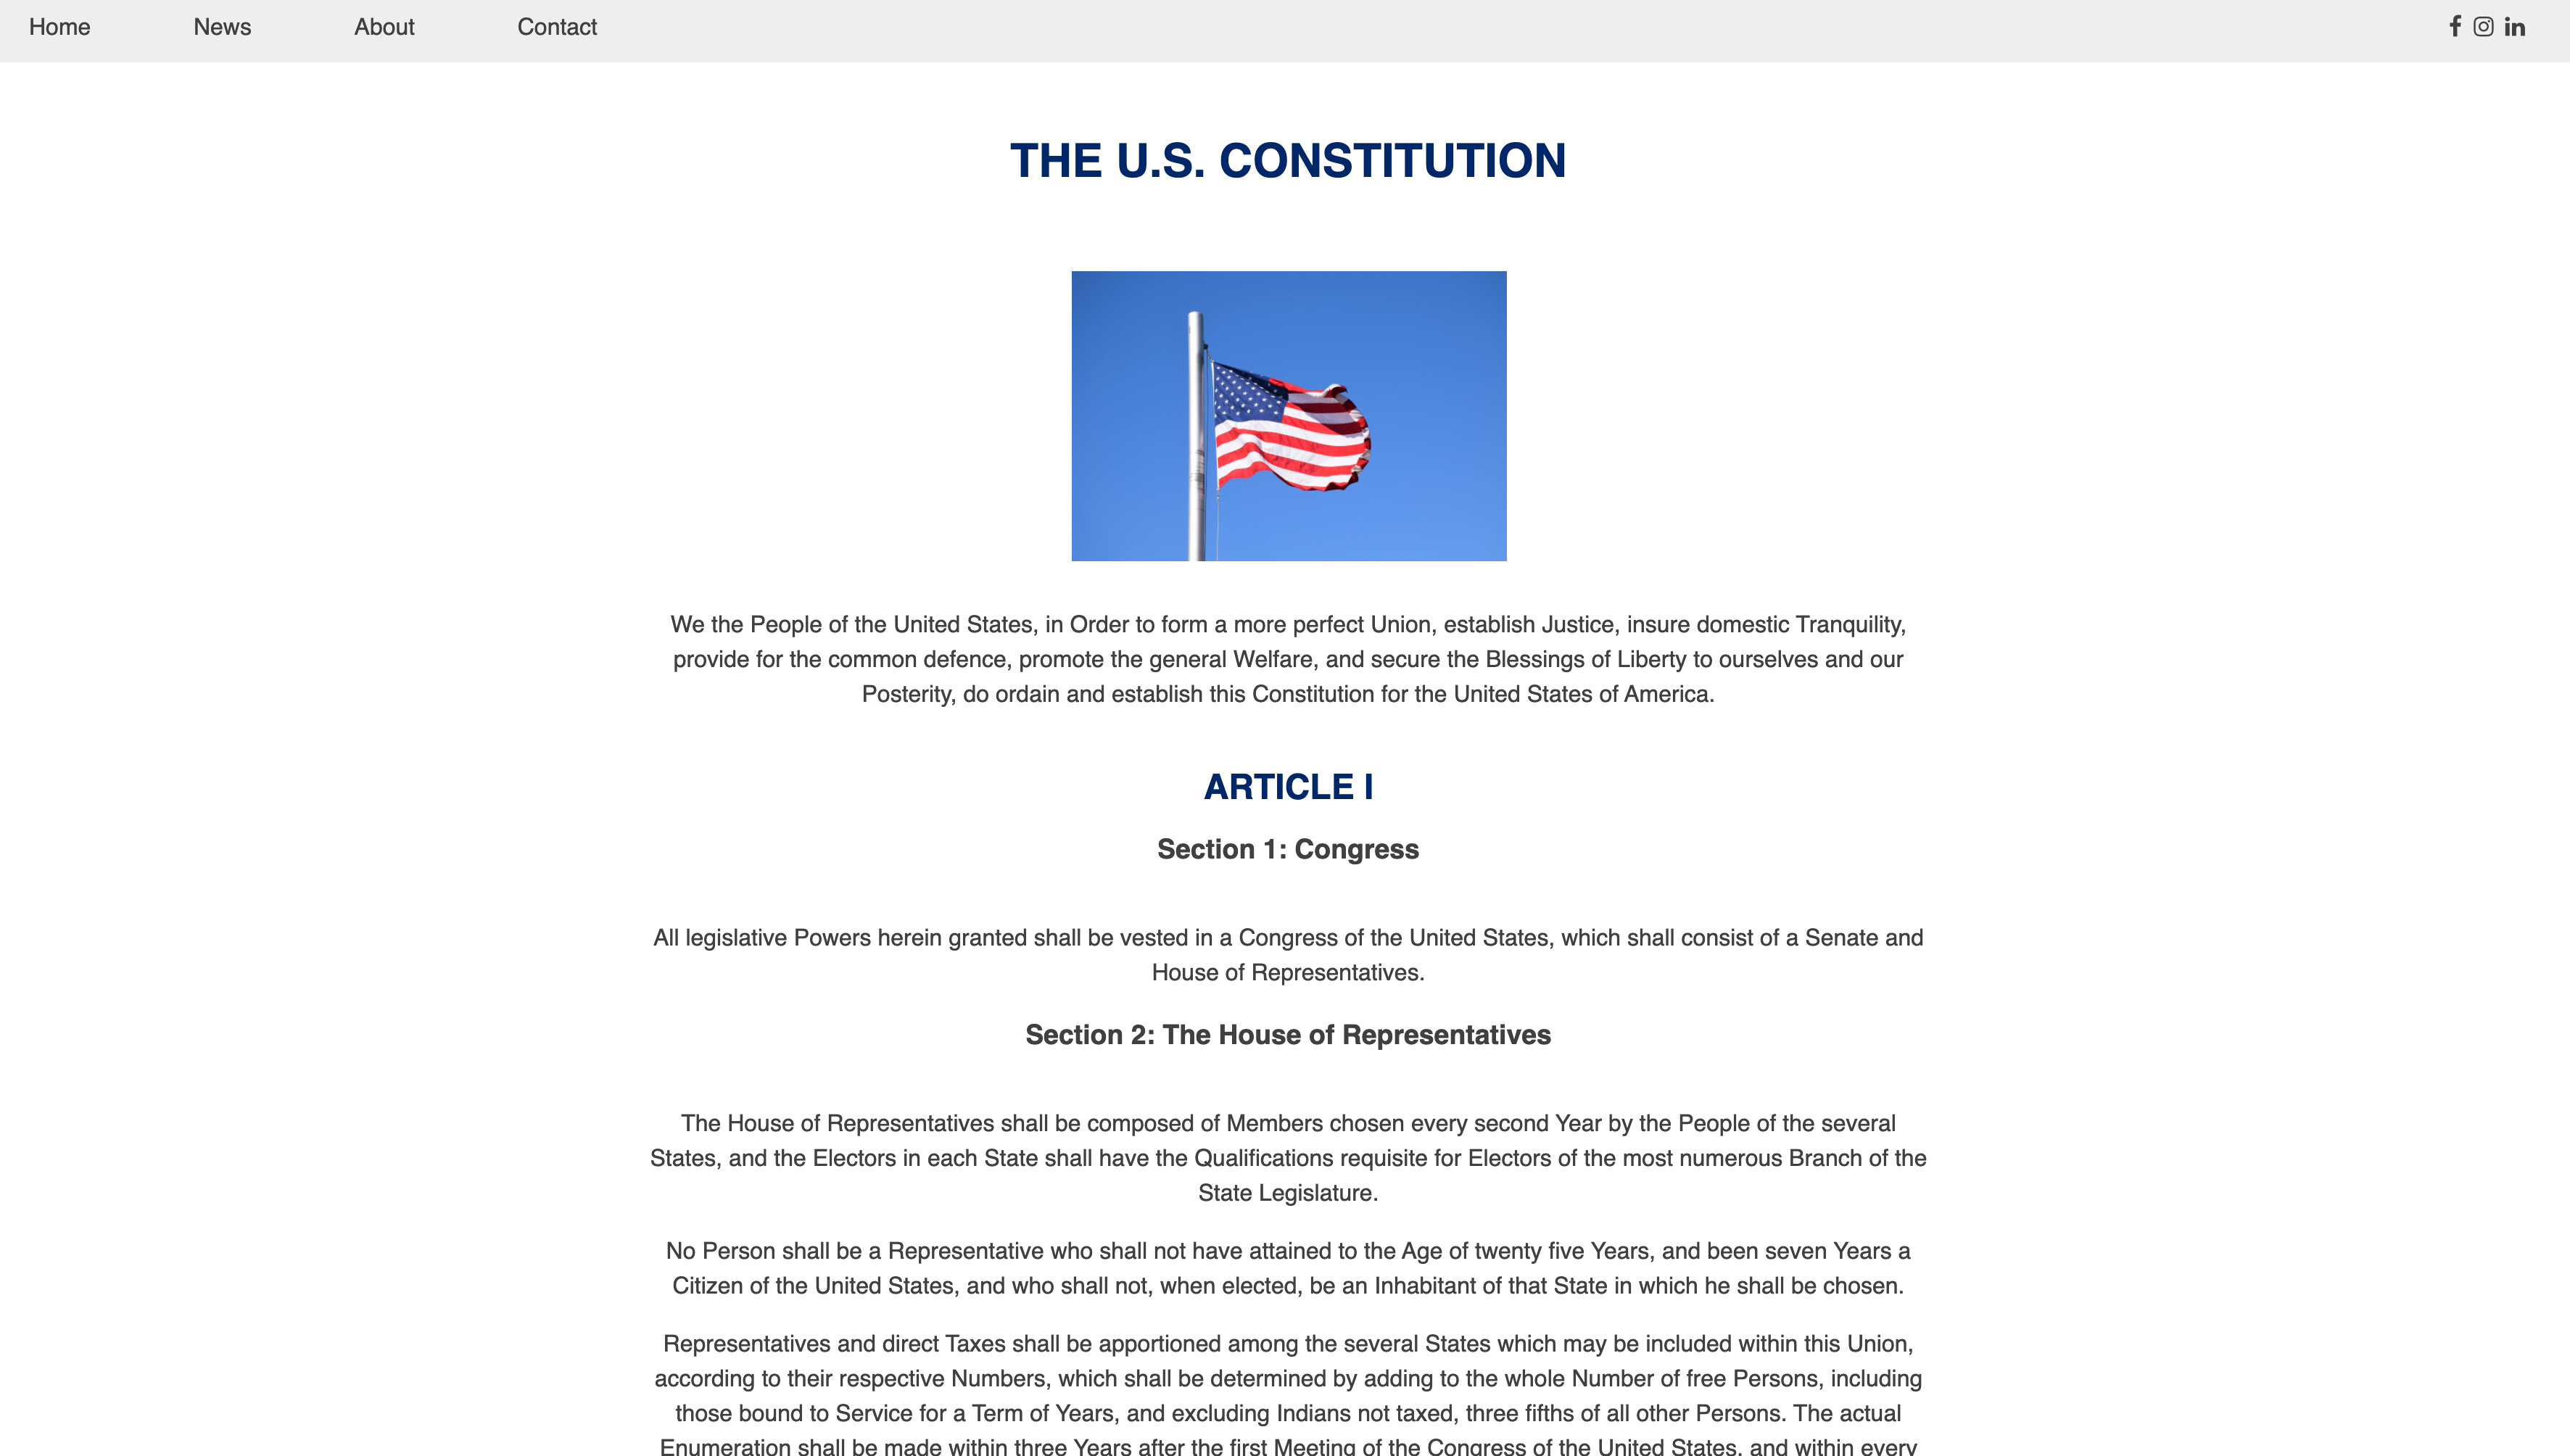 Home News About Contact
THE U.S. CONSTITUTION
We the People of the United States, in Order to form a more perfect Union, establish Justice, insure domestic Tranquility,
provide for the common defence, promote the general Welfare, and secure the Blessings of Liberty to ourselves and our
Posterity, do ordain and establish this Constitution for the United States of America.
ARTICLE I
Section 1: Congress
All legislative Powers herein granted shall be vested in a Congress of the United States, which shall consist of a Senate and
House of Representatives.
Section 2: The House of Representatives
The House of Representatives shall be composed of Members chosen every second Year by the People of the several
States, and the Electors in each State shall have the Qualifications requisite for Electors of the most numerous Branch of the
State Legislature.
No Person shall be a Representative who shall not have attained to the Age of twenty five Years, and been seven Years a
Citizen of the United States, and who shall not, when elected, be an Inhabitant of that State in which he shall be chosen.
Representatives and direct Taxes shall be apportioned among the several States which may be included within this Union,
according to their respective Numbers, which shall be determined by adding to the whole Number of free Persons, including
those bound to Service for a Term of Years, and excluding Indians not taxed, three fifths of all other Persons. The actual
Enumeration shall be made within three Years after the first Meeting of the Congress of the United States, and within every